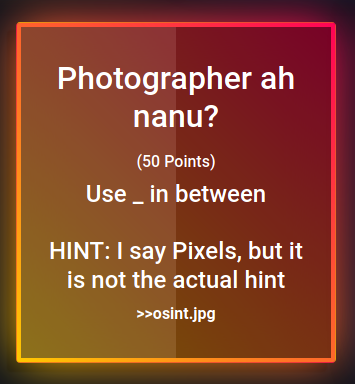 Photographer ah
nanu?
(50 Points)
Use _ in between
HINT: I say Pixels, but it
is not the actual hint
>>osint.jpg